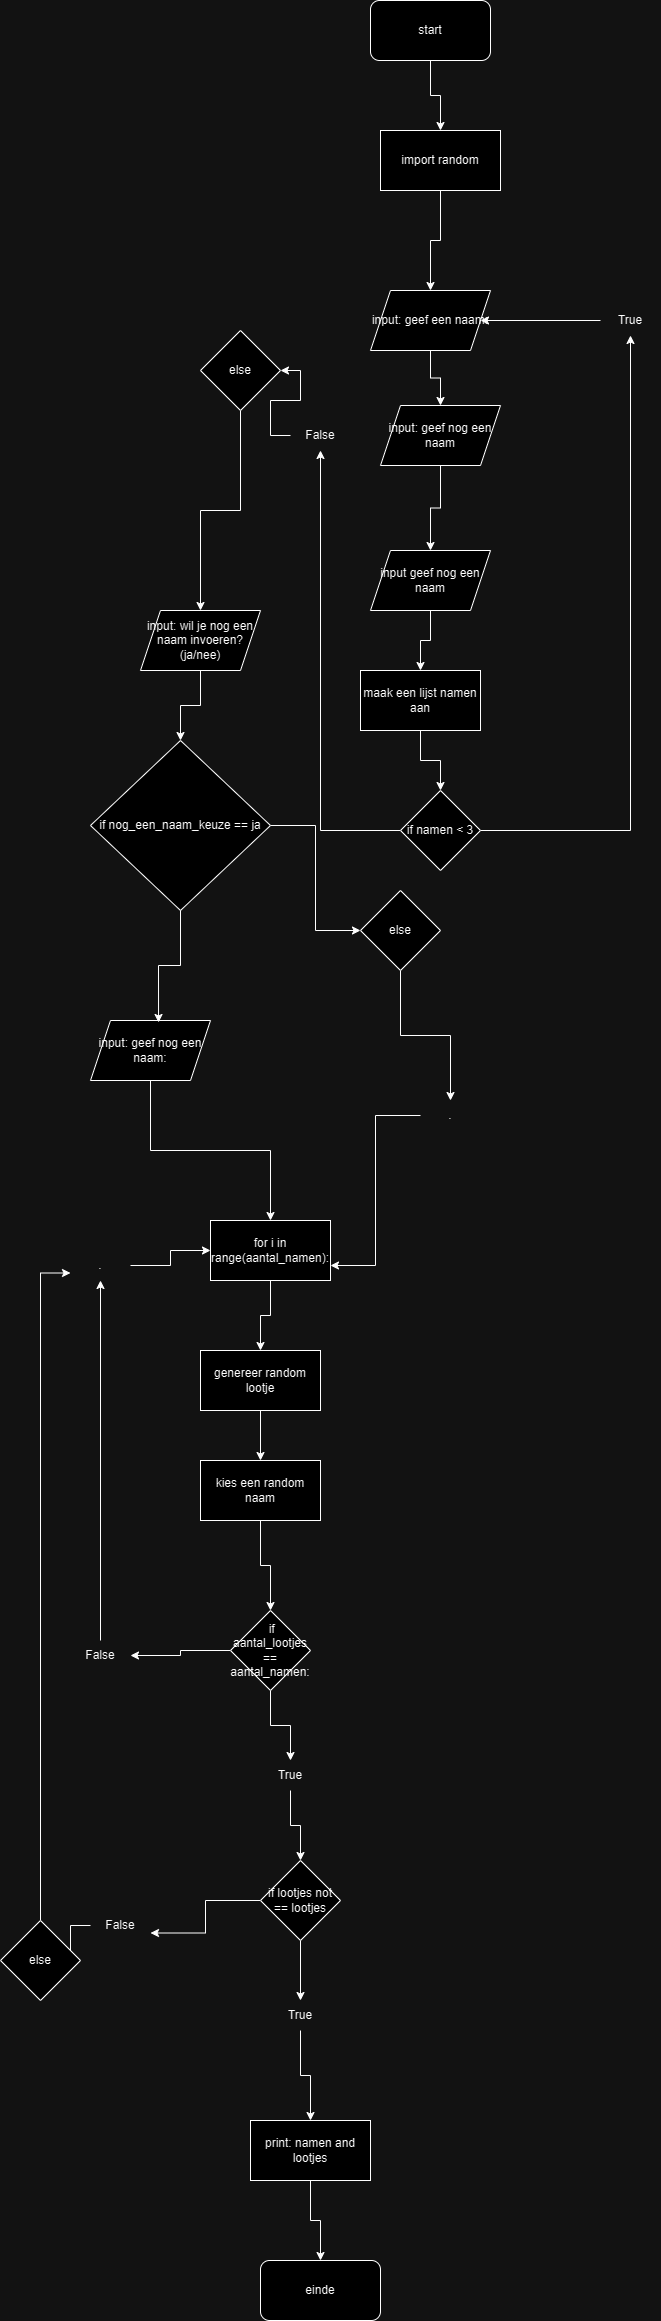 start
import random
input: geef een naam
True
else
False
input: geef nog een
naam
input geef nog een
naam
input: wil je nog een
naam invoeren?
(ja/nee)
maak een lijst namen
aan
if nog_een_naam_keuze == ja
if namen < 3
else
input: geef nog een
naam:
.
for i in
range(aantal_namen):
.
genereer random
lootje
kies een random
naam
if
aantal_lootjes
==
aantal_namen:
False
True
if lootjes not
== lootjes
False
else
True
print: namen and
lootjes
einde